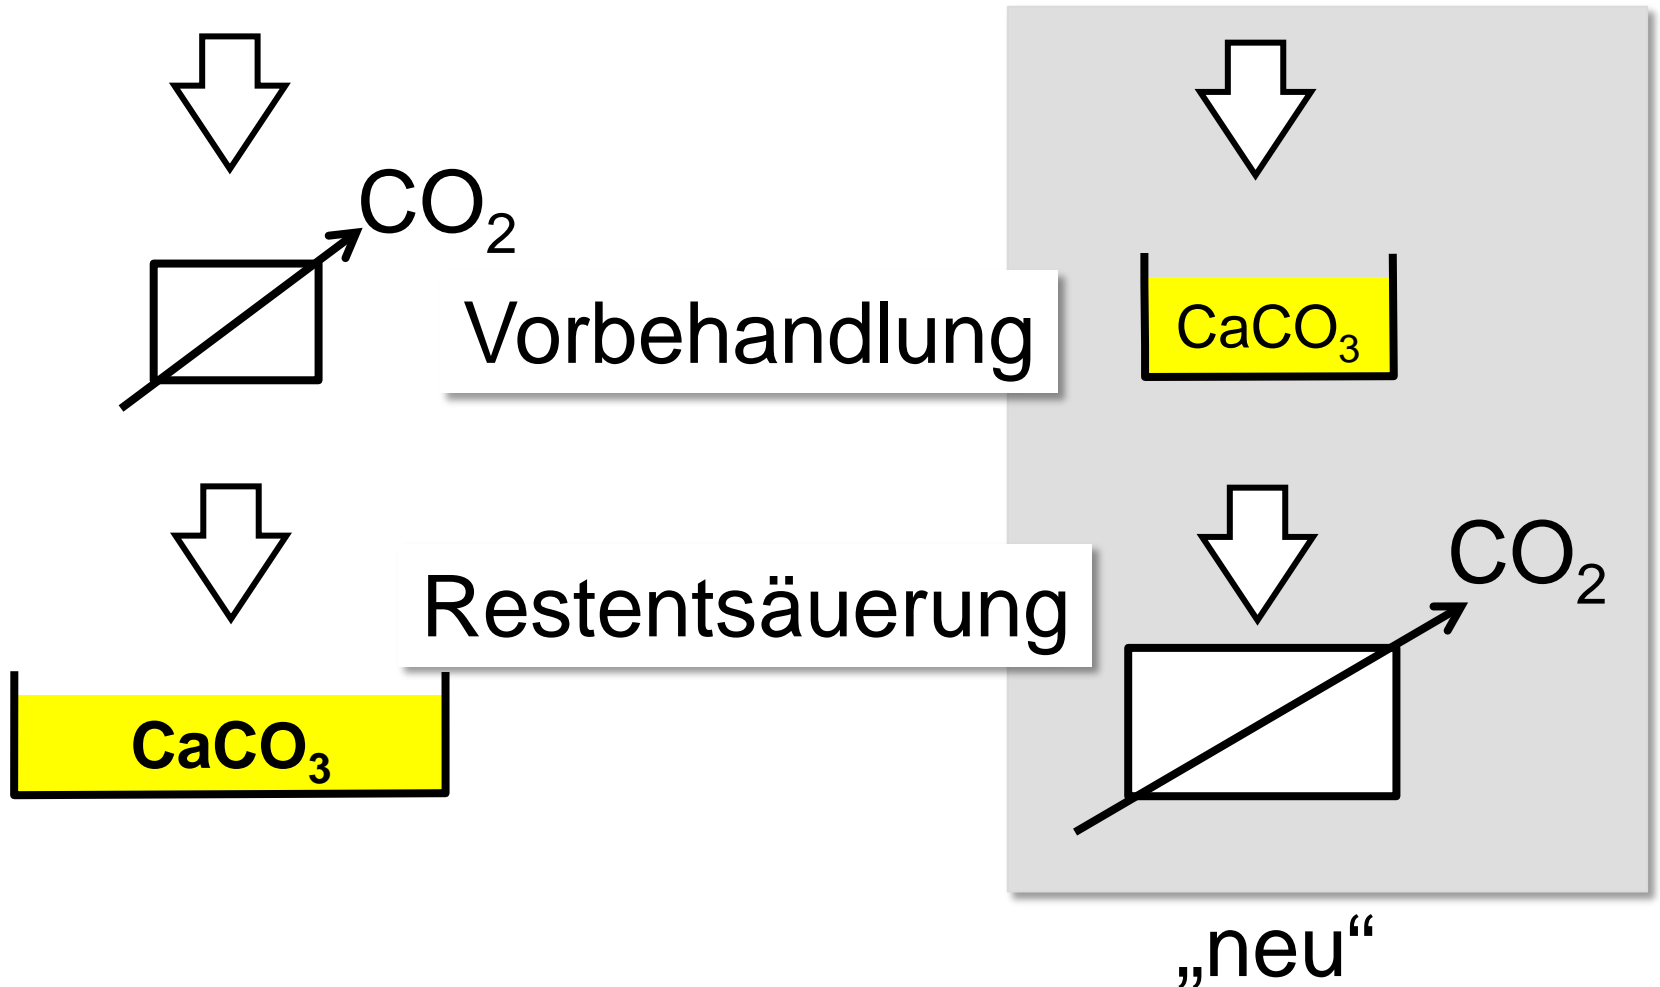 CO₂
Vorbehandlung
CaCO₃
Restentsäuerung
CO₂
CaCO₃
„neu“